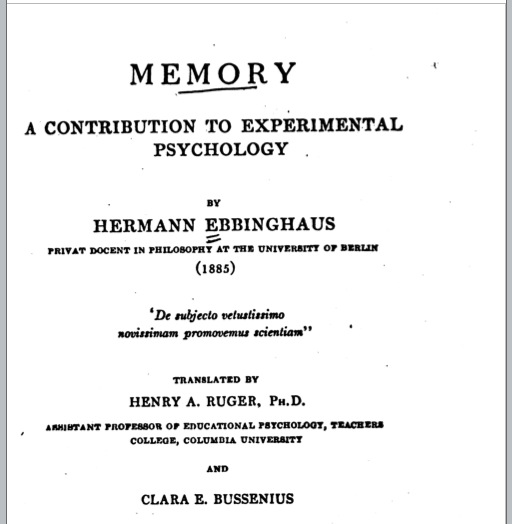 MEMORY
A CONTRIBUTION TO EXPERIMENTAL
PSYCHOLOGY
BY
HERMANN EBBINGHAUS
PRIVAT DOCENT IN PHILOSOPHY AT THE UNIVERSITY OF BERLIN
(1885)
‘De subjecto vetustissimo
novissimam promovemus scientiam”
TRANSLATED BY
HENRY A. RUGER, PH.D.
ASSISTANT PROFESSOR OF EDUCATIONAL PSYCHOLOGY, TEACHERS
COLLEGE, COLUMBIA UNIVERSITY
AND
CLARA E. BUSSENIUS